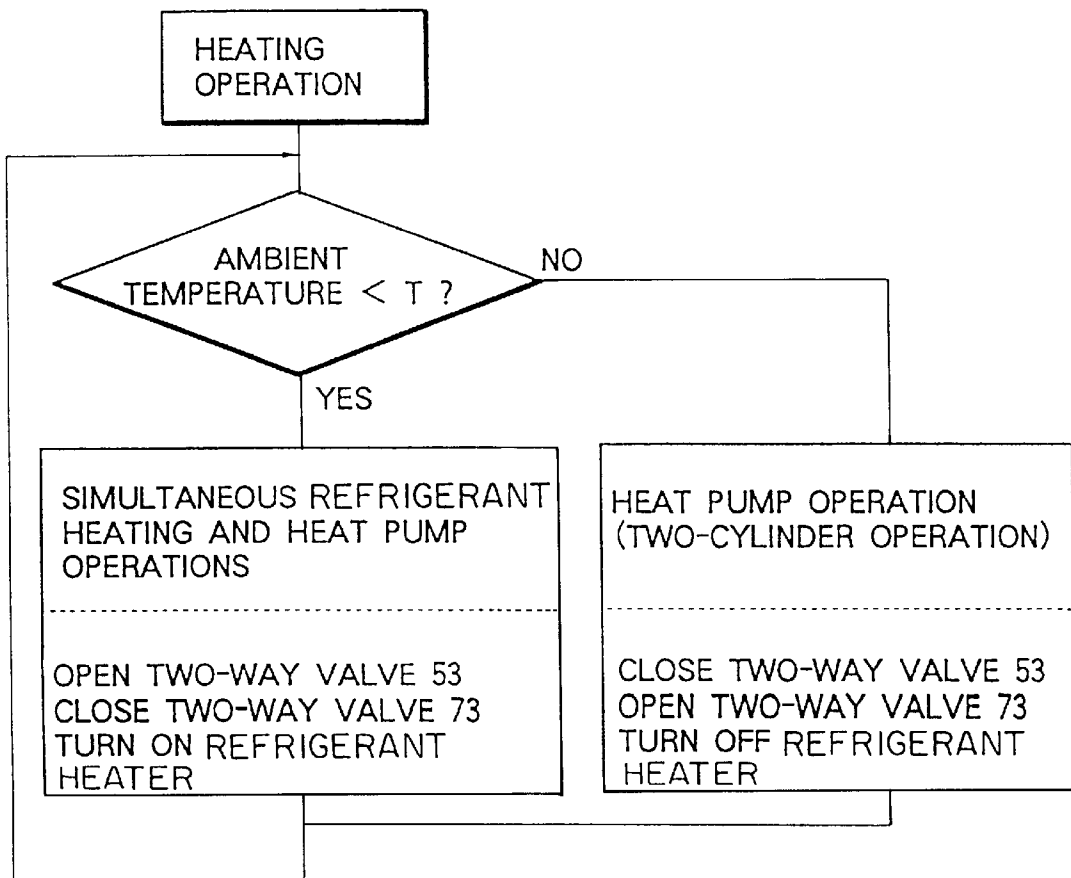 HEATING
OPERATION
AMBIENT
TEMPERATURE < T ?
NO
YES
SIMULTANEOUS REFRIGERANT
HEATING AND HEAT PUMP
OPERATIONS
OPEN TWO-WAY VALVE 53
CLOSE TWO-WAY VALVE 73
TURN ON REFRIGERANT
HEATER
HEAT PUMP OPERATION
(TWO-CYLINDER OPERATION)
CLOSE TWO-WAY VALVE 53
OPEN TWO-WAY VALVE 73
TURN OFF REFRIGERANT
HEATER